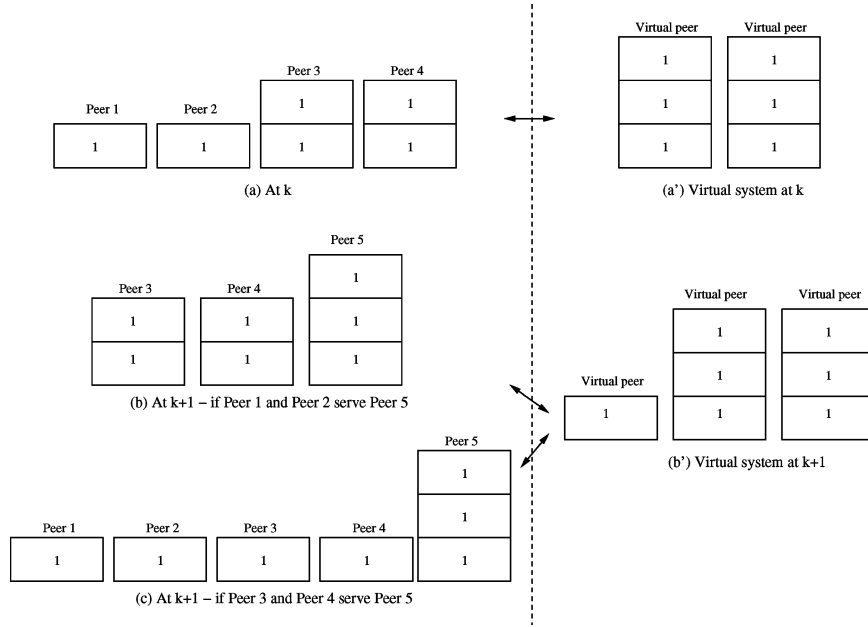 Virtual peer Virtual peer
1 1
Peer 3 Peer 4
1 1 1 1
Peer 1 Peer 2
1 1 1 1 1 1
(a) At k (a’) Virtual system at k
Peer 5
1
Peer 3 Peer 4 Virtual peer Virtual peer
1 1 1 1 1
1 1 1 1 1
Virtual peer
1 1 1
(b) At k+1 – if Peer 1 and Peer 2 serve Peer 5
Peer 5
(b’) Virtual system at k+1
1
1
Peer 1 Peer 2 Peer 3 Peer 4
1 1 1 1 1
(c) At k+1 – if Peer 3 and Peer 4 serve Peer 5